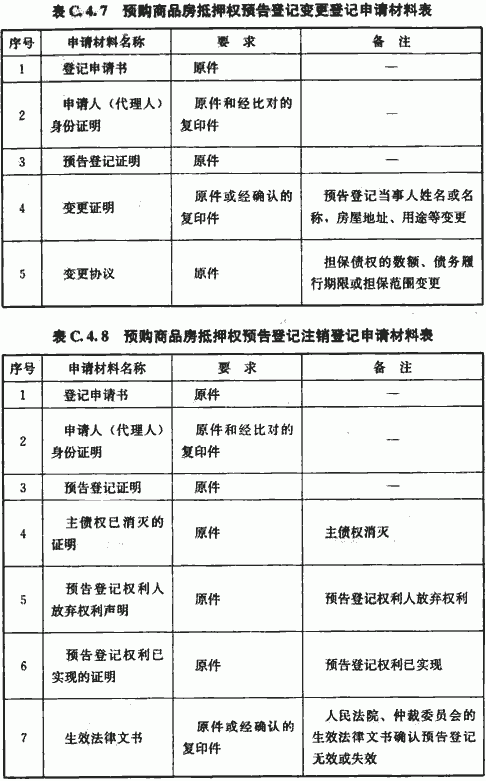 表 C.4.7 预购商品房抵押权预告登记变更登记申请材料表
序号 申请材料名称 要 求 备 注
1 登记申请书 原件 —
2 申请人（代理人）身份证明 原件和经比对的复印件 —
3 预告登记证明 原件 —
4 变更证明 原件或经确认的复印件 预告登记当事人姓名或名称，房屋地址、用途等变更
5 变更协议 原件 担保债权的数额、债务履行期限或担保范围变更
表 C.4.8 预购商品房抵押权预告登记注销登记申请材料表
序号 申请材料名称 要 求 备 注
1 登记申请书 原件 —
2 申请人（代理人）身份证明 原件和经比对的复印件 —
3 预告登记证明 原件 —
4 主债权已消灭的证明 原件 主债权消灭
5 预告登记权利人放弃权利声明 原件 预告登记权利人放弃权利
6 预告登记权利已实现的证明 原件 预告登记权利已实现
7 生效法律文书 原件或经确认的复印件 人民法院、仲裁委员会的生效法律文书确认预告登记无效或失效